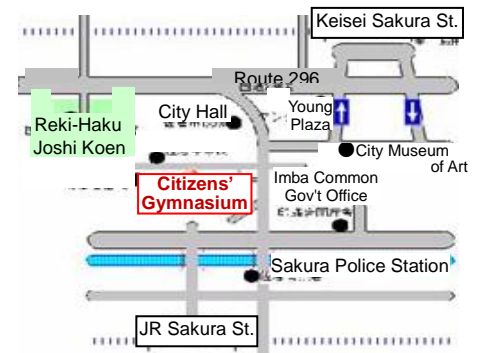 Keisei Sakura St.
Route 296
City Hall
Young
Plaza
Reki-Haku
Joshi Koen
City Museum
of Art
Citizens'
Gymnasium
Imba Common
Gov't Office
Sakura Police Station
JR Sakura St.